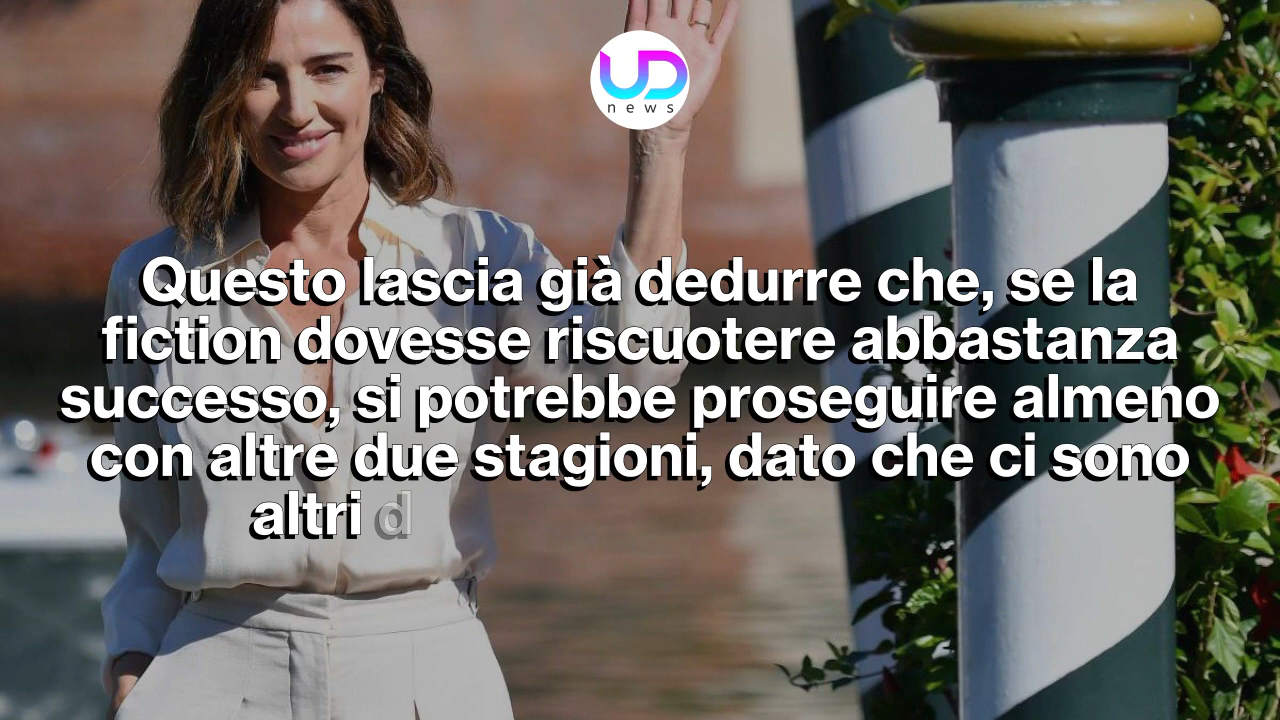 UD
news
Questo lascia già dedurre che, se la
fiction dovesse riscuotere abbastanza
successo, si potrebbe proseguire almeno
con altre due stagioni, dato che ci sono
altri d